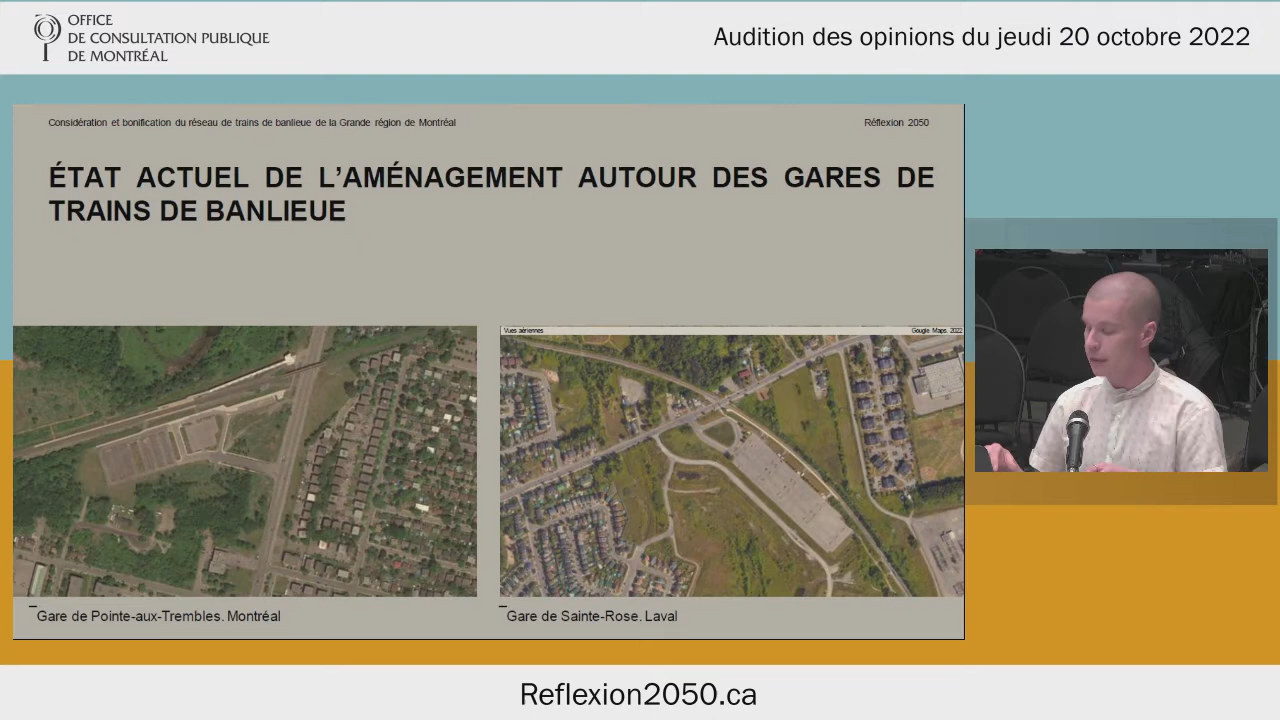 OFFICE
DE CONSULTATION PUBLIQUE
DE MONTRÉAL
Audition des opinions du jeudi 20 octobre 2022
Considération et bonification du réseau de trains de banlieue de la Grande région de Montréal
Réflexion 2050
ÉTAT ACTUEL DE L'AMÉNAGEMENT AUTOUR DES GARES DE
TRAINS DE BANLIEUE
Vues aériennes
Google Maps. 2022
Gare de Pointe-aux-Trembles. Montréal
Gare de Sainte-Rose. Laval
Reflexion2050.ca